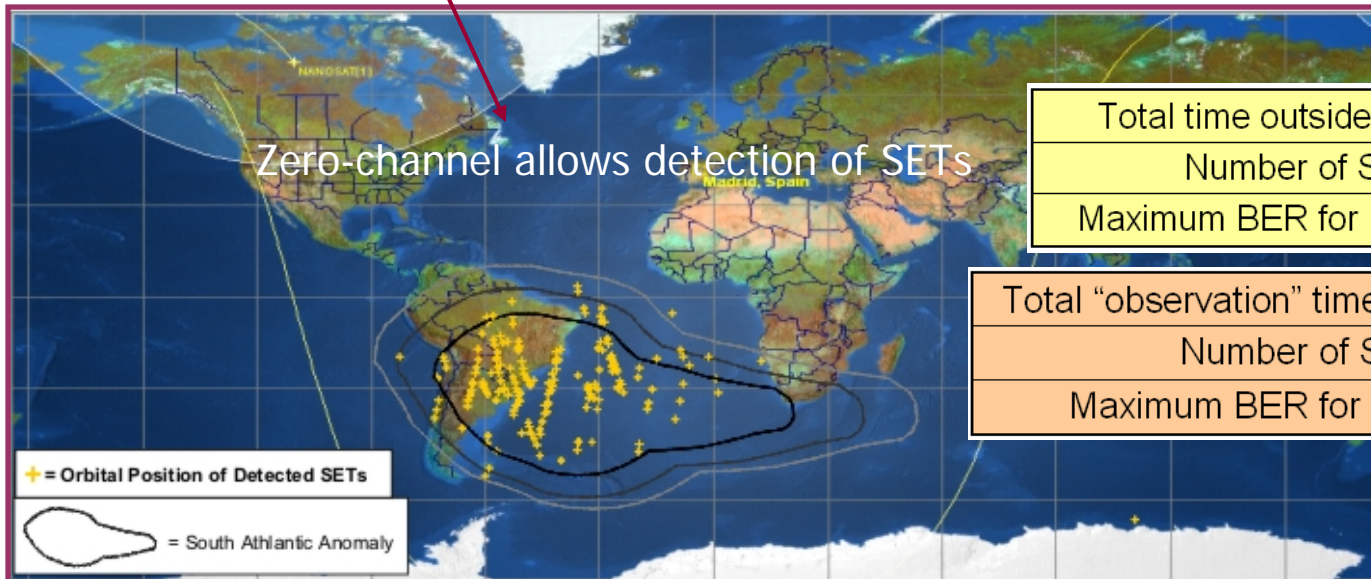 NANOSAT(1)
Zero-channel allows detection of SETs
Madrid, Spain
Total time outside
Number of S
Maximum BER for
Total “observation” time
Number of S
Maximum BER for
+ = Orbital Position of Detected SETs
= South Athlantic Anomaly